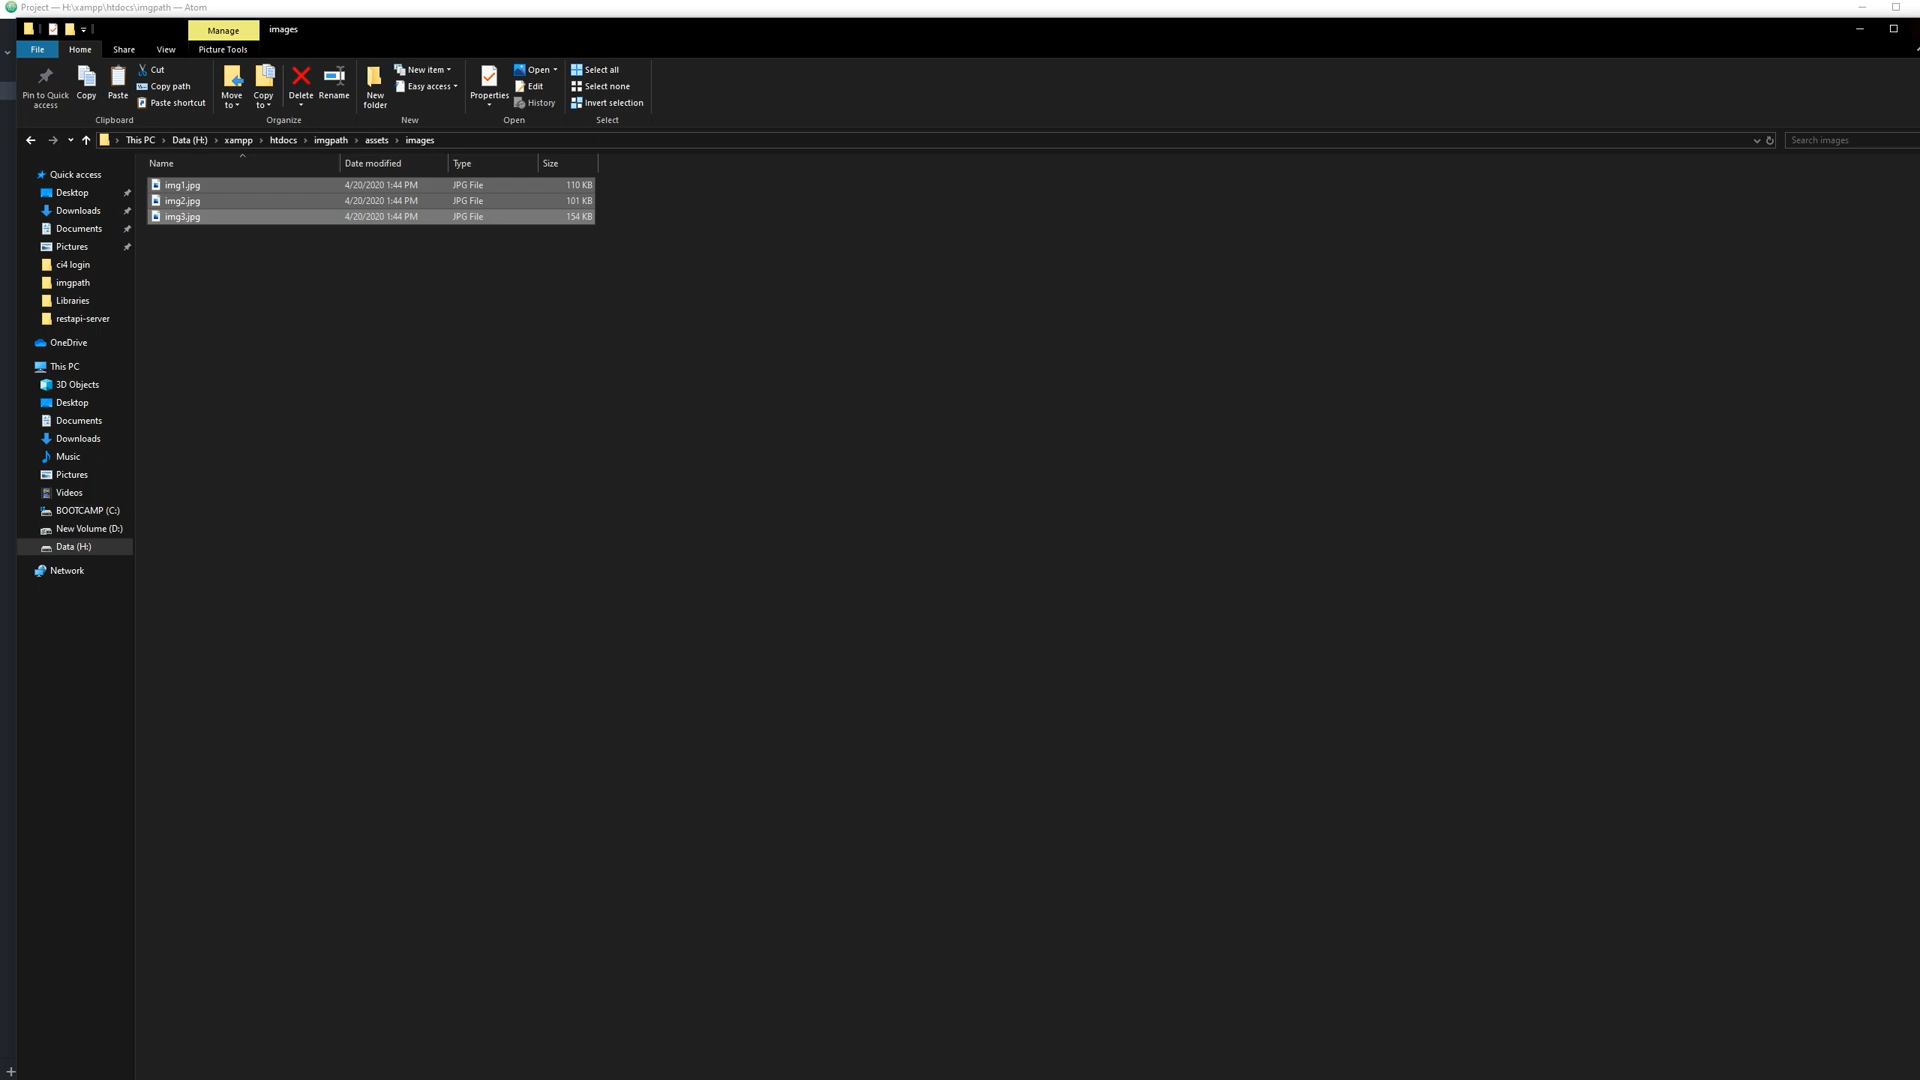 Project — H:\xampp\htdocs\imgpath — Atom
Manage
images
File
Home
Share
View
Picture Tools
Pin to Quick access
Copy
Paste
Cut
Copy path
Paste shortcut
Clipboard
Move to
Copy to
Delete
Rename
Organize
New folder
New item
Easy access
New
Properties
Open
Edit
History
Open
Select all
Select none
Invert selection
Select
This PC > Data (H:) > xampp > htdocs > imgpath > assets > images
Search images
Name Date modified Type Size
img1.jpg 4/20/2020 1:44 PM JPG File 110 KB
img2.jpg 4/20/2020 1:44 PM JPG File 101 KB
img3.jpg 4/20/2020 1:44 PM JPG File 154 KB
Quick access
Desktop
Downloads
Documents
Pictures
ci4 login
imgpath
Libraries
restapi-server
OneDrive
This PC
3D Objects
Desktop
Documents
Downloads
Music
Pictures
Videos
BOOTCAMP (C:)
New Volume (D:)
Data (H:)
Network